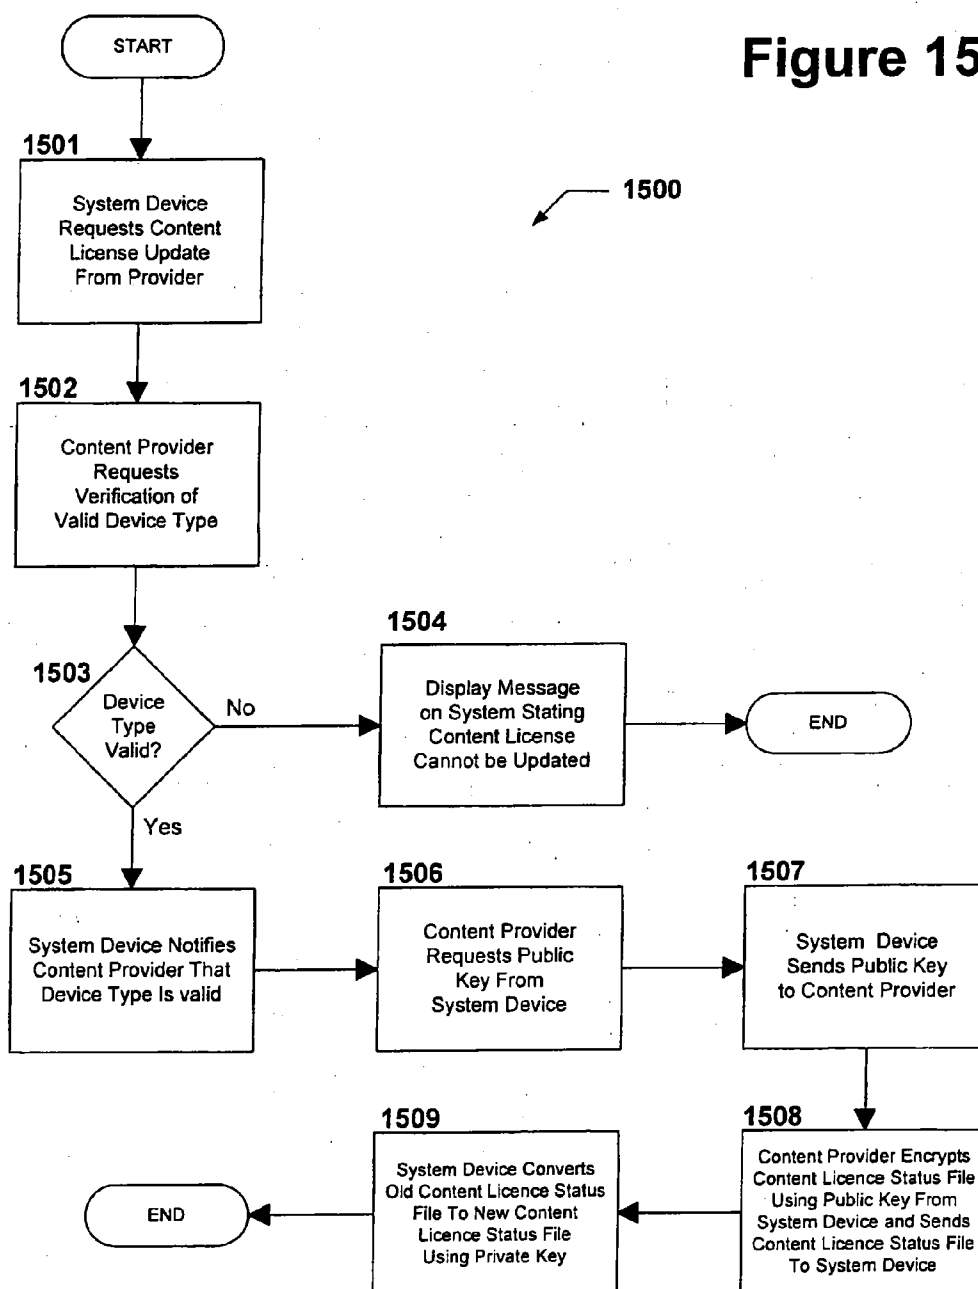 START
Figure 15
1501
System Device
Requests Content
License Update
From Provider
1500
1502
Content Provider
Requests
Verification of
Valid Device Type
1503
Device
Type
Valid?
No
1504
Display Message
on System Stating
Content License
Cannot be Updated
END
Yes
1505
System Device Notifies
Content Provider That
Device Type Is valid
1506
Content Provider
Requests Public
Key From
System Device
1507
System Device
Sends Public Key
to Content Provider
1508
Content Provider Encrypts
Content Licence Status File
Using Public Key From
System Device and Sends
Content Licence Status File
To System Device
1509
System Device Converts
Old Content Licence Status
File To New Content
Licence Status File
Using Private Key
END